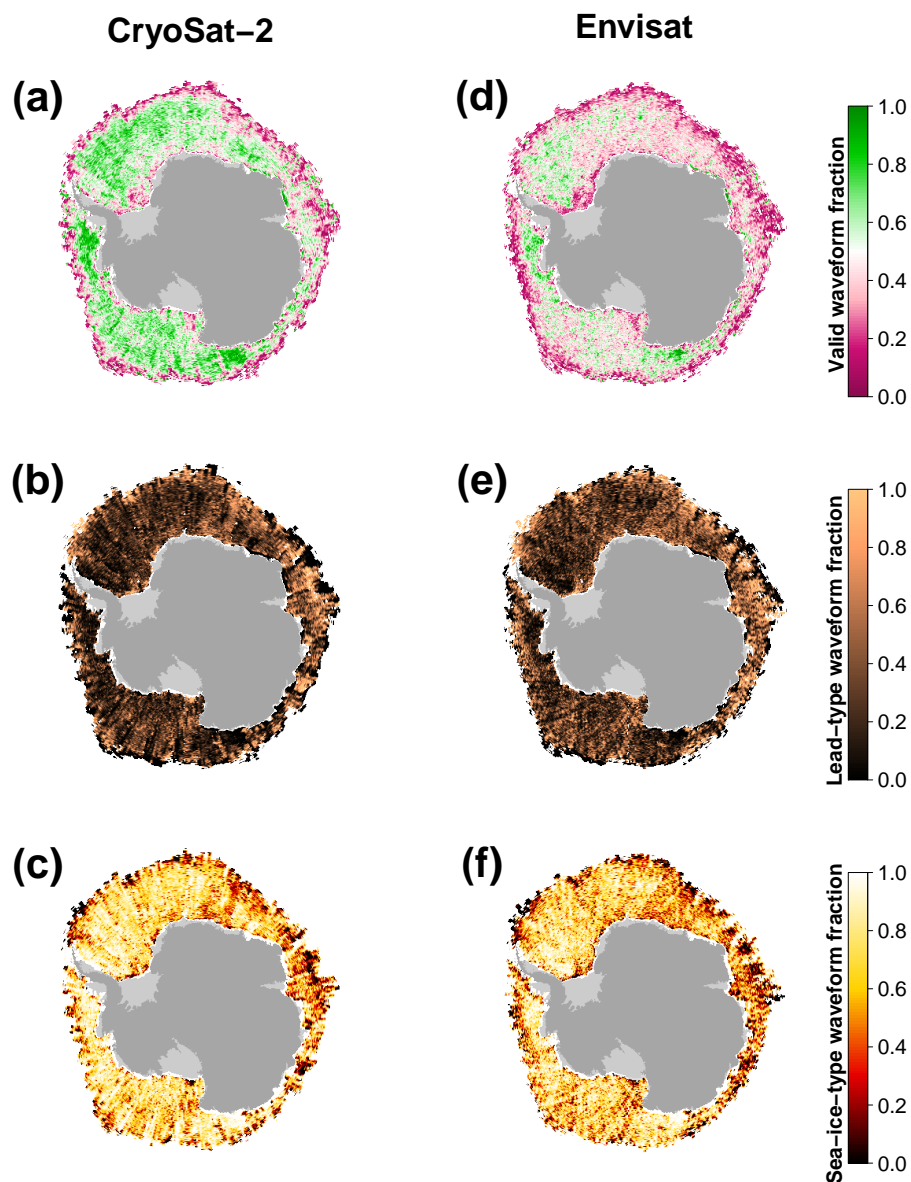 CryoSat−2
Envisat
(a)
(d)
1.0
0.8
0.6
0.4
0.2
0.0
Valid waveform fraction
(b)
(e)
1.0
0.8
0.6
0.4
0.2
0.0
Lead−type waveform fraction
(c)
(f)
1.0
0.8
0.6
0.4
0.2
0.0
Sea−ice−type waveform fraction